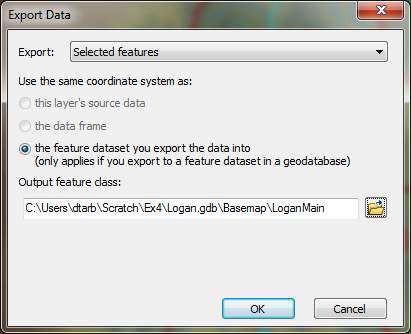 Export Data
Export: Selected features
Use the same coordinate system as:
this layer's source data
the data frame
the feature dataset you export the data into
(only applies if you export to a feature dataset in a geodatabase)
Output feature class:
C:\Users\dtarb\Scratch\Ex4\Logan.gdb\Basemap\LoganMain
OK Cancel